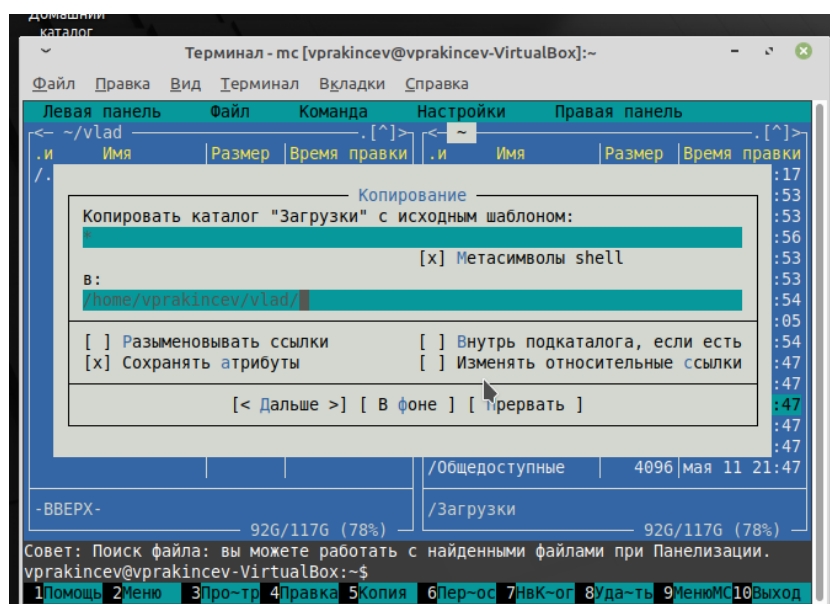 Домашний
каталог
Терминал - mc [vprakincev@vprakincev-VirtualBox]:~
Файл Правка Вид Терминал Вкладки Справка
Левая панель Файл Команда Настройки Правая панель
<— ~/vlad .[^]> <— ~ .[^]>
.и Имя Размер Время правки .и Имя Размер Время правки
/. :17
Копирование :53
Копировать каталог "Загрузки" с исходным шаблоном: :53
* :56
[x] Метасимволы shell :53
в: :53
/home/vprakincev/vlad/ :54
:05
[ ] Разыменовывать ссылки [ ] Внутрь подкаталога, если есть :54
[x] Сохранять атрибуты [ ] Изменять относительные ссылки :47
:47
[< Дальше >] [ В фоне ] [ Прервать ] :47
:47
:47
/Общедоступные 4096 мая 11 21:47
-ВВЕРХ- /Загрузки
92G/117G (78%) 92G/117G (78%)
Совет: Поиск файла: вы можете работать с найденными файлами при Панелизации.
vprakincev@vprakincev-VirtualBox:~$
1Помощь 2Меню 3Про~тр 4Правка 5Копия 6Пер~ос 7НвК~ог 8Уда~ть 9МенюMC 10Выход